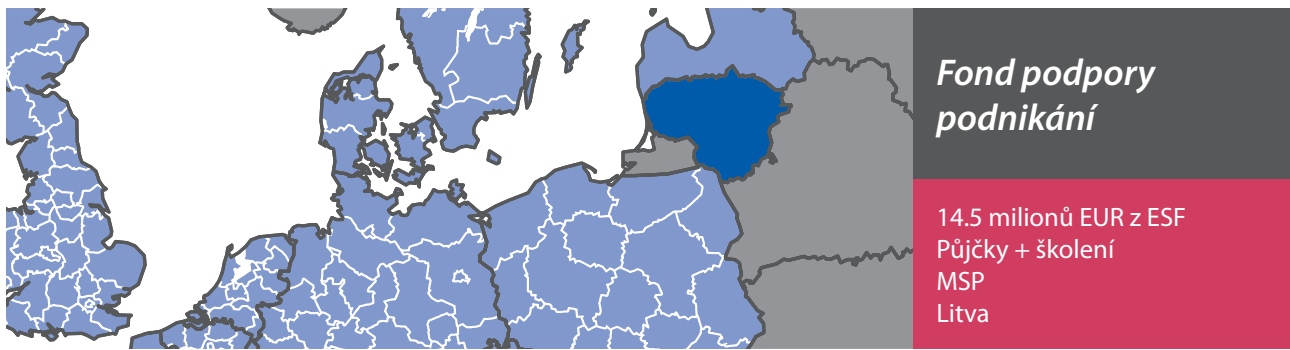 Fond podpory
podnikání
14.5 milionů EUR z ESF
Půjčky + školení
MSP
Litva